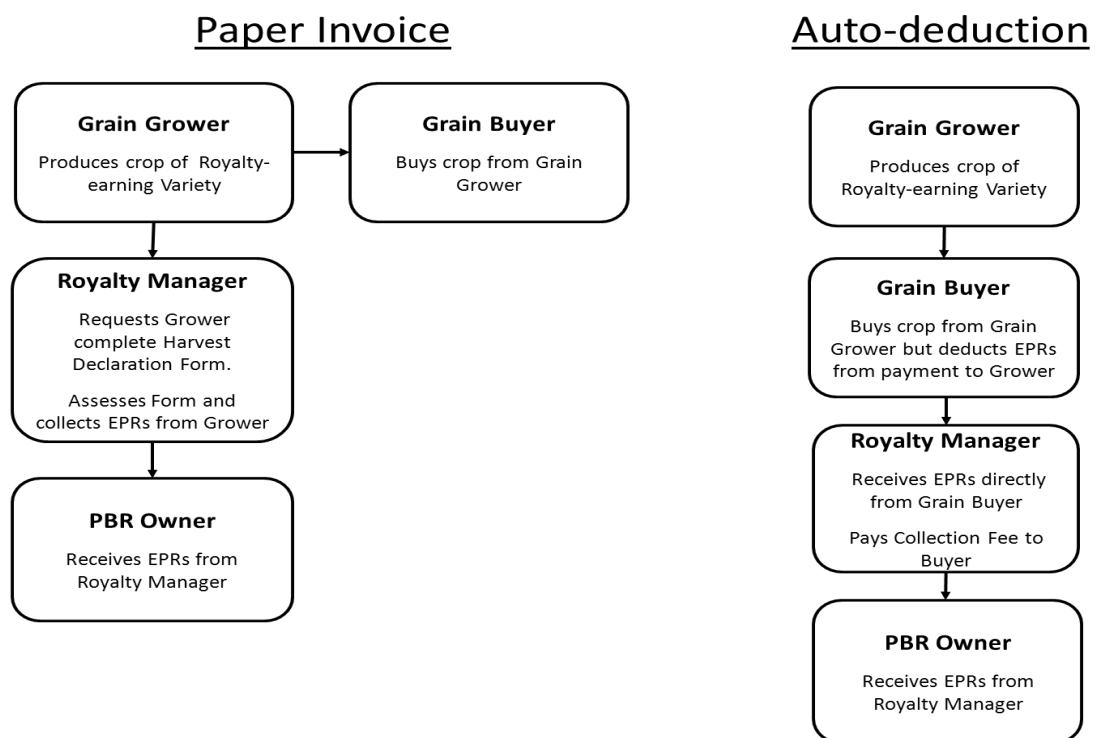 Paper Invoice
Grain Grower
Produces crop of Royalty-
earning Variety
Grain Buyer
Buys crop from Grain
Grower
Royalty Manager
Requests Grower
complete Harvest
Declaration Form.
Assesses Form and
collects EPRs from Grower
PBR Owner
Receives EPRs from
Royalty Manager
Auto-deduction
Grain Grower
Produces crop of
Royalty-earning Variety
Grain Buyer
Buys crop from Grain
Grower but deducts EPRs
from payment to Grower
Royalty Manager
Receives EPRs directly
from Grain Buyer
Pays Collection Fee to
Buyer
PBR Owner
Receives EPRs from
Royalty Manager